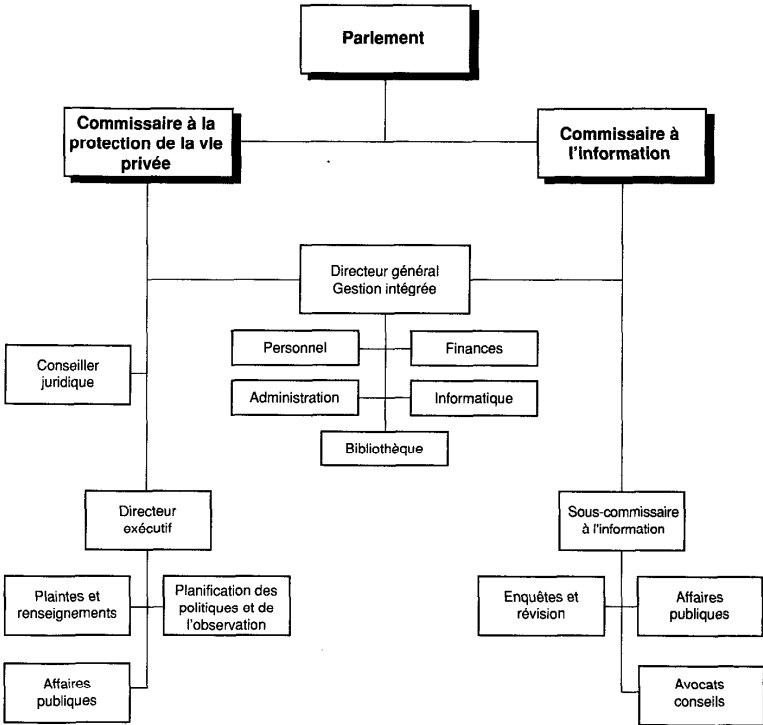 Parlement
Commissaire à la
protection de la vie
privée
Commissaire à
l'information
Directeur général
Gestion intégrée
Personnel
Finances
Conseiller
juridique
Administration
Informatique
Bibliothèque
Directeur
exécutif
Sous-commissaire
à l'information
Plaintes et
renseignements
Planification des
politiques et de
l'observation
Enquêtes et
révision
Affaires
publiques
Affaires
publiques
Avocats
conseils